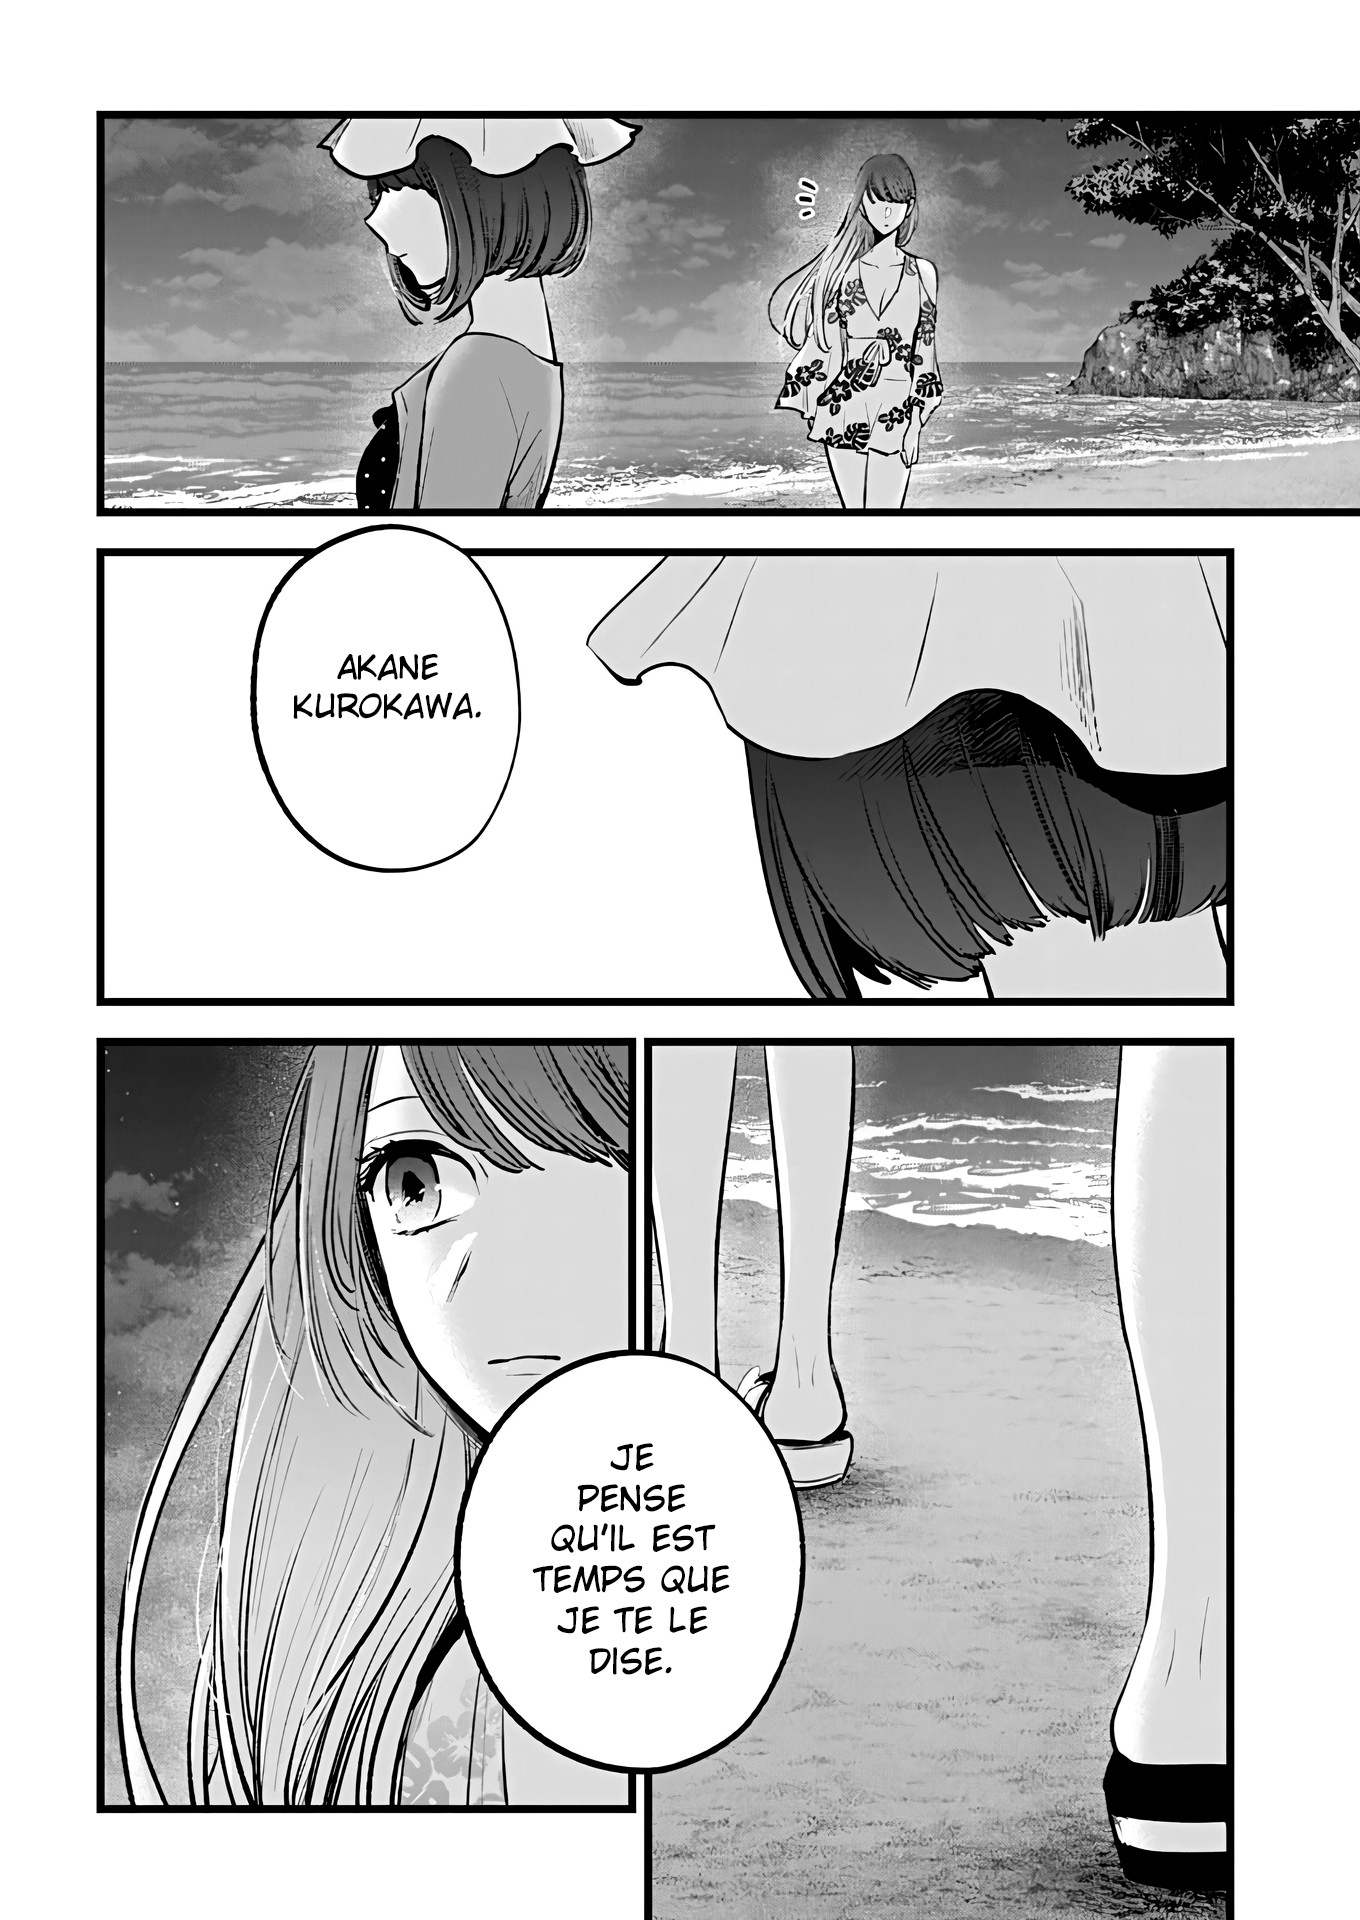 AKANE
KUROKAWA.
JE
PENSE
QU'IL EST
TEMPS QUE
JE TE LE
DISE.